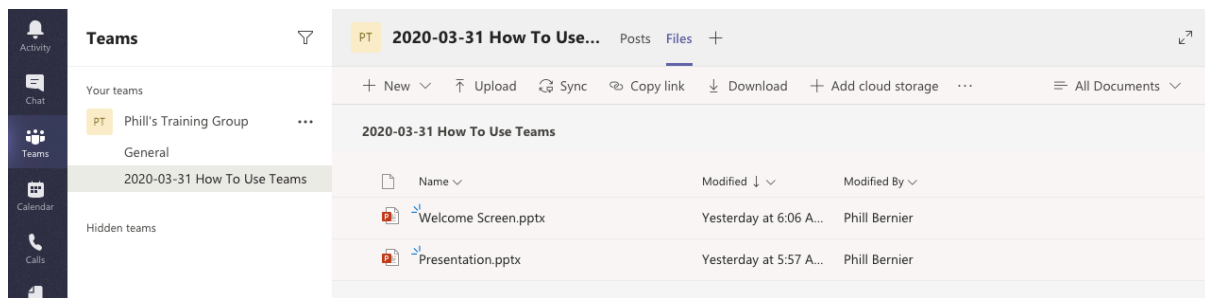 Activity
Chat
Teams
Calendar
Calls
Teams
Your teams
PT Phill's Training Group ...
General
2020-03-31 How To Use Teams
Hidden teams
PT 2020-03-31 How To Use... Posts Files +
+ New Upload Sync Copy link Download + Add cloud storage ... All Documents
2020-03-31 How To Use Teams
Name Modified ↓ Modified By
P Welcome Screen.pptx Yesterday at 6:06 A... Phill Bernier
P Presentation.pptx Yesterday at 5:57 A... Phill Bernier